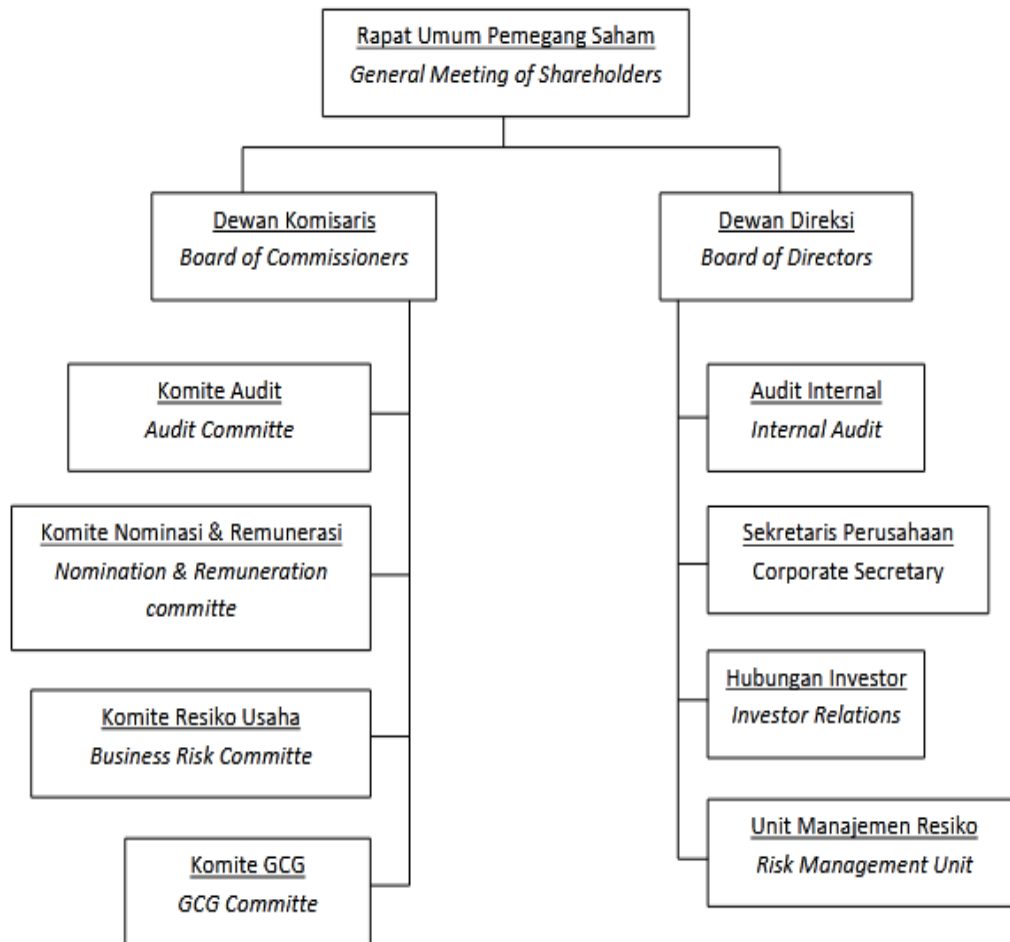 Rapat Umum Pemegang Saham
General Meeting of Shareholders
Dewan Komisaris
Board of Commissioners
Dewan Direksi
Board of Directors
Komite Audit
Audit Committe
Komite Nominasi & Remunerasi
Nomination & Remuneration
committe
Komite Resiko Usaha
Business Risk Committe
Komite GCG
GCG Committe
Audit Internal
Internal Audit
Sekretaris Perusahaan
Corporate Secretary
Hubungan Investor
Investor Relations
Unit Manajemen Resiko
Risk Management Unit